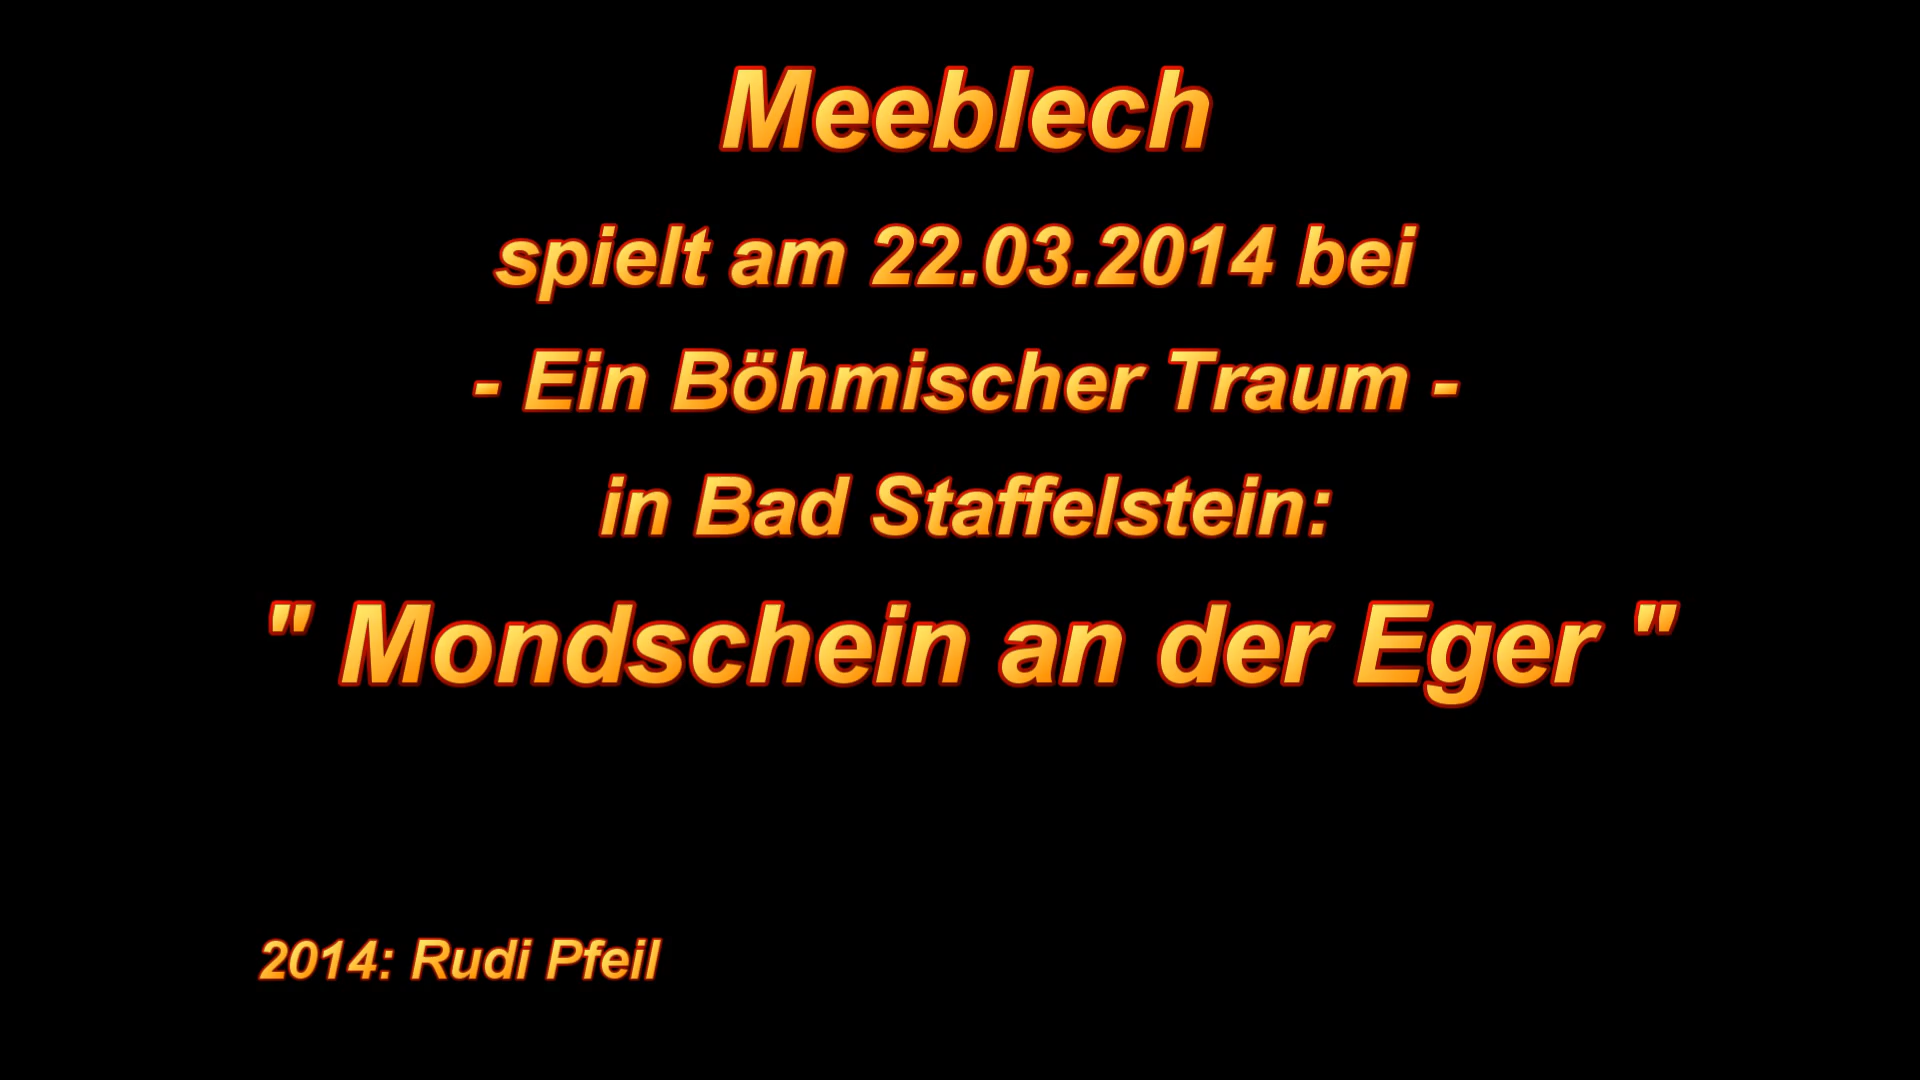 Meeblech
spielt am 22.03.2014 bei
- Ein Böhmischer Traum -
in Bad Staffelstein:
" Mondschein an der Eger "
2014: Rudi Pfeil